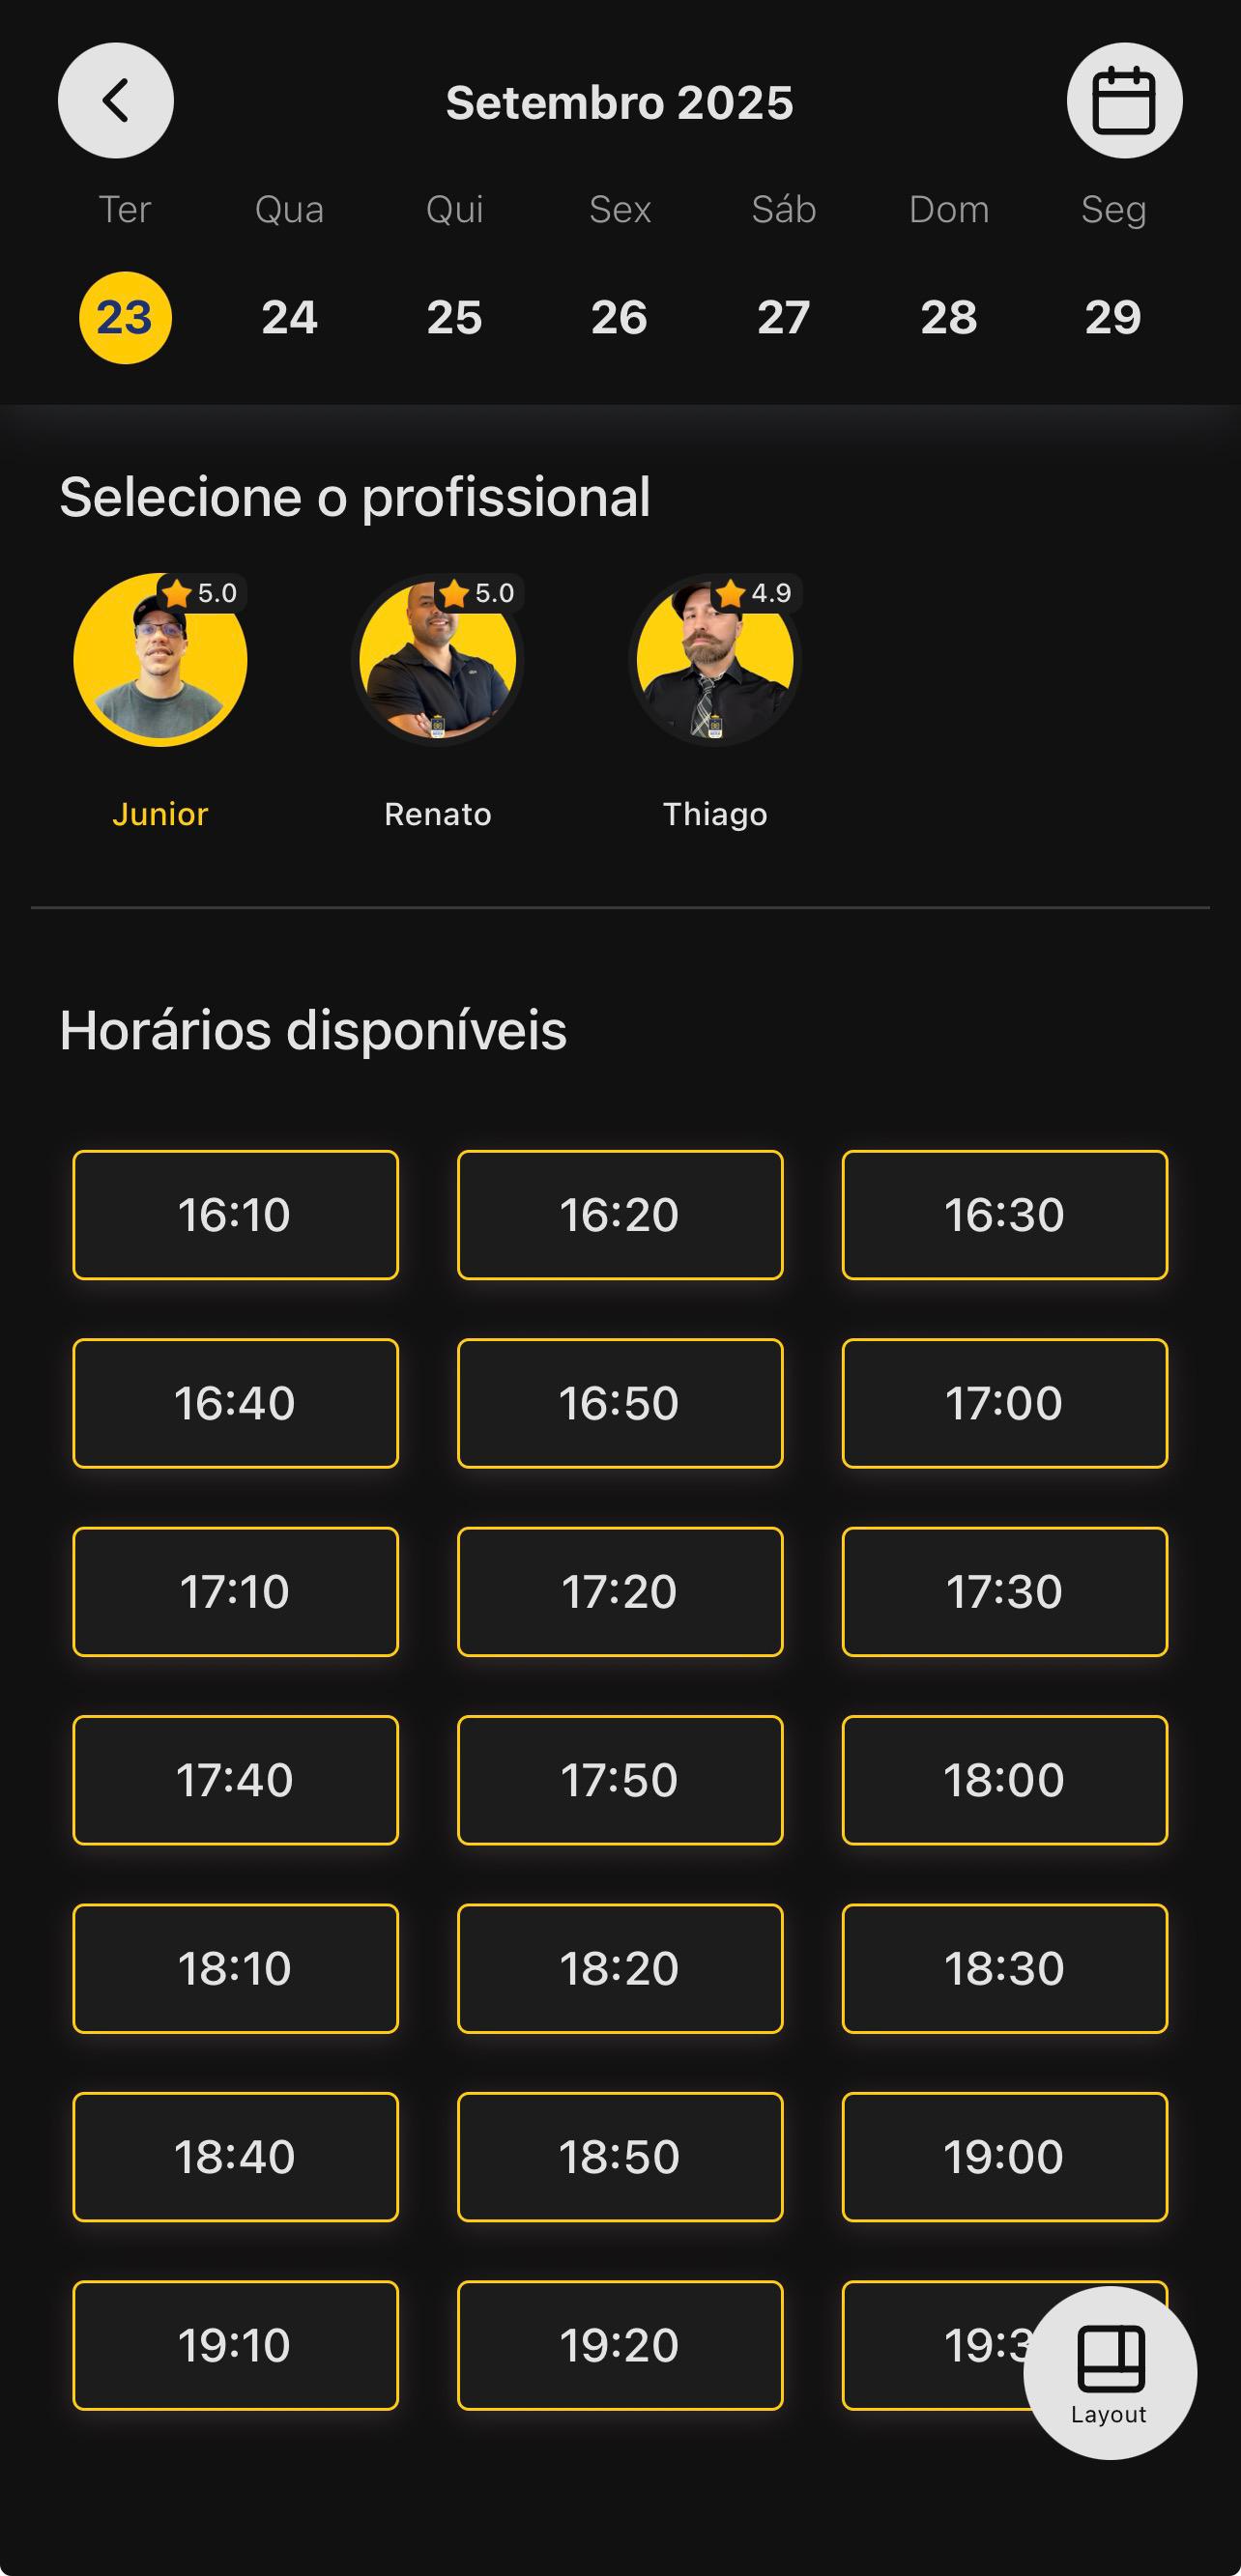 Setembro 2025
Ter Qua Qui Sex Sáb Dom Seg
23 24 25 26 27 28 29
Selecione o profissional
5.0 5.0 4.9
Junior Renato Thiago
Horários disponíveis
16:10 16:20 16:30
16:40 16:50 17:00
17:10 17:20 17:30
17:40 17:50 18:00
18:10 18:20 18:30
18:40 18:50 19:00
19:10 19:20 19:3
Layout